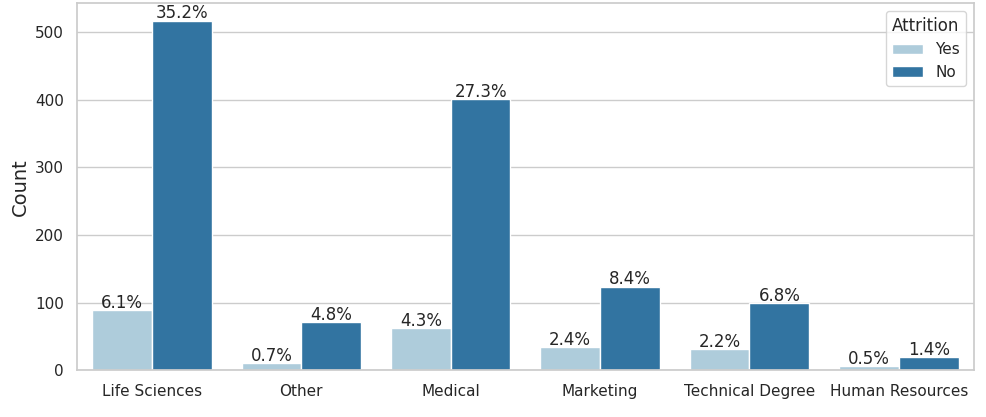 35.2%
500
Attrition
Yes
No
400
27.3%
300
Count
200
100
6.1%
4.8%
4.3%
8.4%
6.8%
0.7%
2.4%
2.2%
0.5%
1.4%
0
Life Sciences
Other
Medical
Marketing
Technical Degree
Human Resources